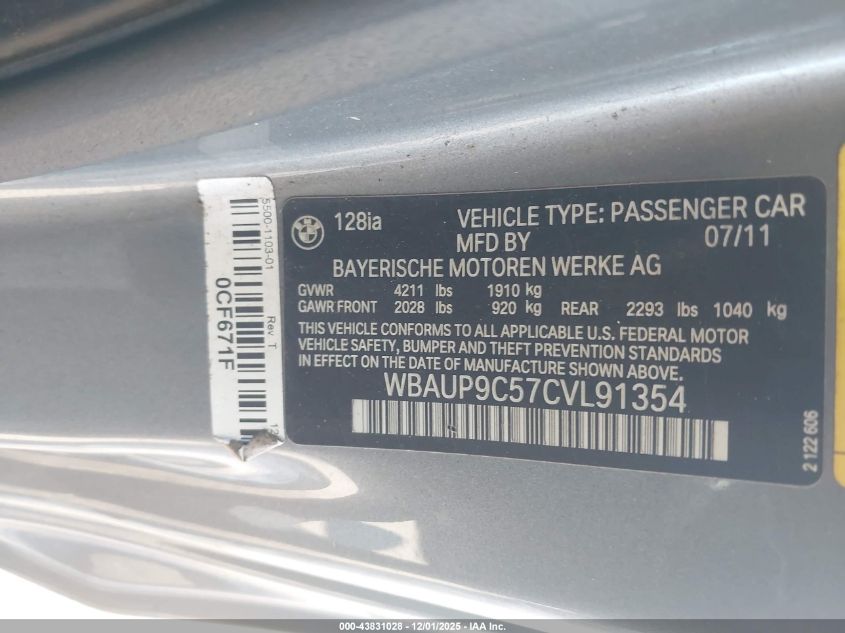 5500-1103-01
Rev. T
0CF671F
128ia VEHICLE TYPE: PASSENGER CAR
MFD BY 07/11
BAYERISCHE MOTOREN WERKE AG
GVWR 4211 lbs 1910 kg
GAWR FRONT 2028 lbs 920 kg REAR 2293 lbs 1040 kg
THIS VEHICLE CONFORMS TO ALL APPLICABLE U.S. FEDERAL MOTOR
VEHICLE SAFETY, BUMPER AND THEFT PREVENTION STANDARDS
IN EFFECT ON THE DATE OF MANUFACTURE SHOWN ABOVE.
WBAUP9C57CVL91354
2122606
000-43831028 - 12/01/2025 - IAA Inc.